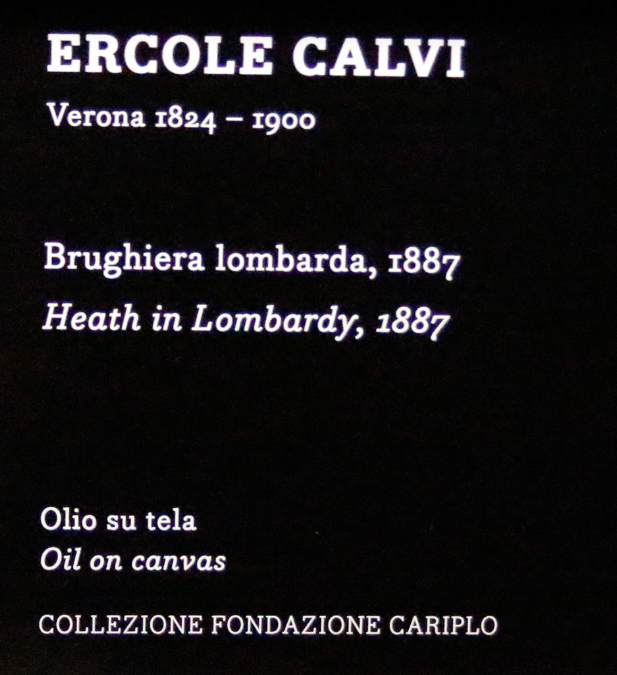 ERCOLE CALVI
Verona 1824 – 1900
Brughiera lombarda, 1887
Heath in Lombardy, 1887
Olio su tela
Oil on canvas
COLLEZIONE FONDAZIONE CARIPLO